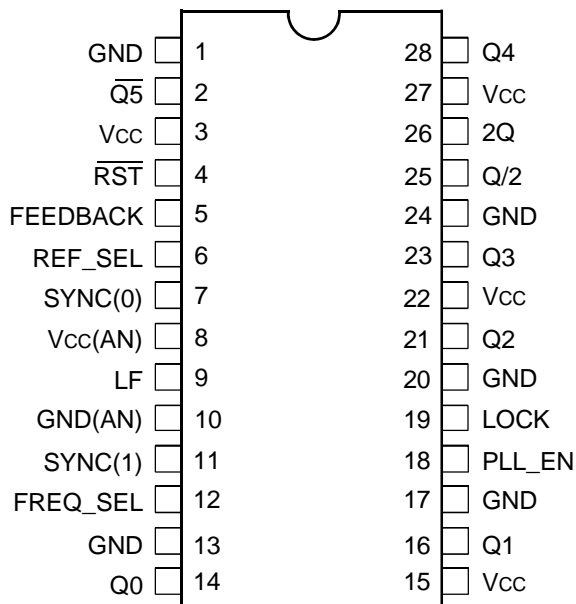 GND 1 28 Q4
Q̅5̅ 2 27 VCC
VCC 3 26 2Q
R̅S̅T̅ 4 25 Q/2
FEEDBACK 5 24 GND
REF_SEL 6 23 Q3
SYNC(0) 7 22 VCC
VCC(AN) 8 21 Q2
LF 9 20 GND
GND(AN) 10 19 LOCK
SYNC(1) 11 18 PLL_EN
FREQ_SEL 12 17 GND
GND 13 16 Q1
Q0 14 15 VCC